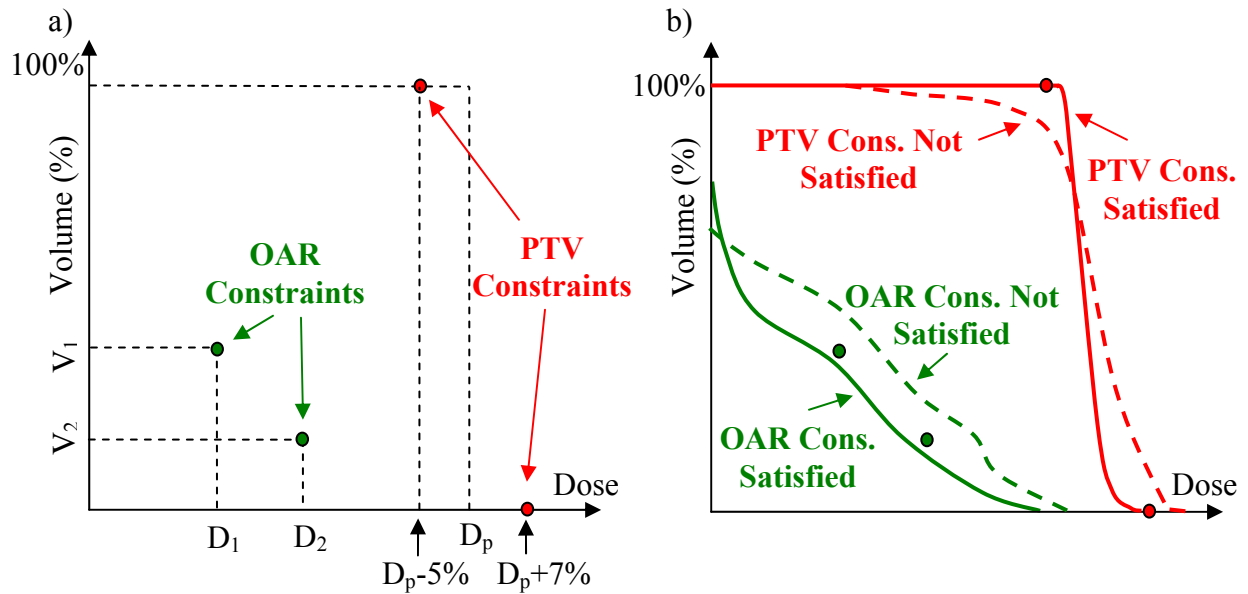 a)
100%
Volume (%)
V₁
V₂
OAR
Constraints
PTV
Constraints
Dose
D₁
D₂
Dₚ
Dₚ-5%
Dₚ+7%
b)
100%
Volume (%)
PTV Cons. Not
Satisfied
PTV Cons.
Satisfied
OAR Cons. Not
Satisfied
OAR Cons.
Satisfied
Dose